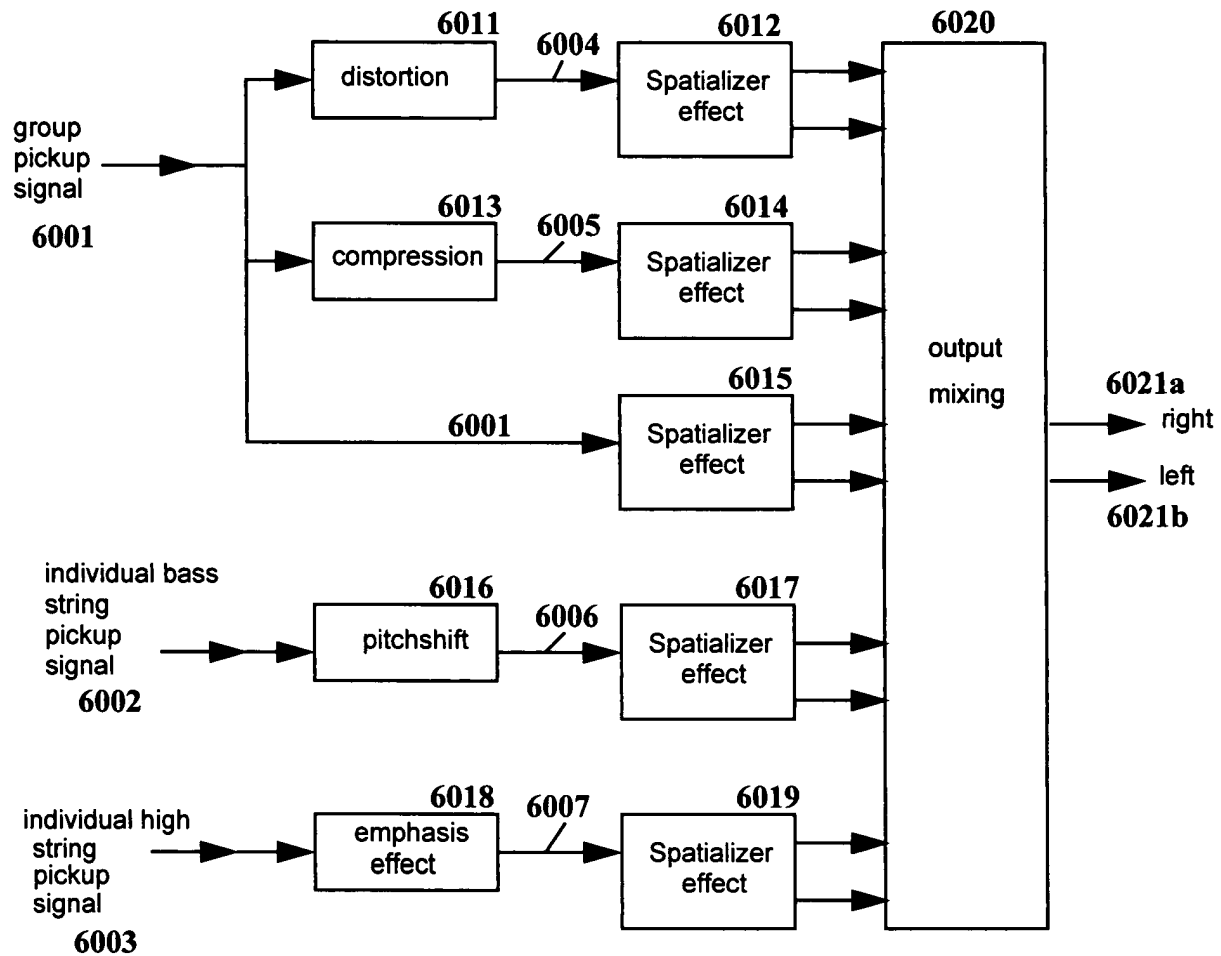 6011
6004
6012
6020
distortion
Spatializer
effect
group
pickup
signal
6001
6013
6005
6014
compression
Spatializer
effect
output
mixing
6015
6001
Spatializer
effect
6021a
right
left
6021b
individual bass
string
pickup
signal
6002
6016
6006
6017
pitchshift
Spatializer
effect
individual high
string
pickup
signal
6003
6018
6007
6019
emphasis
effect
Spatializer
effect